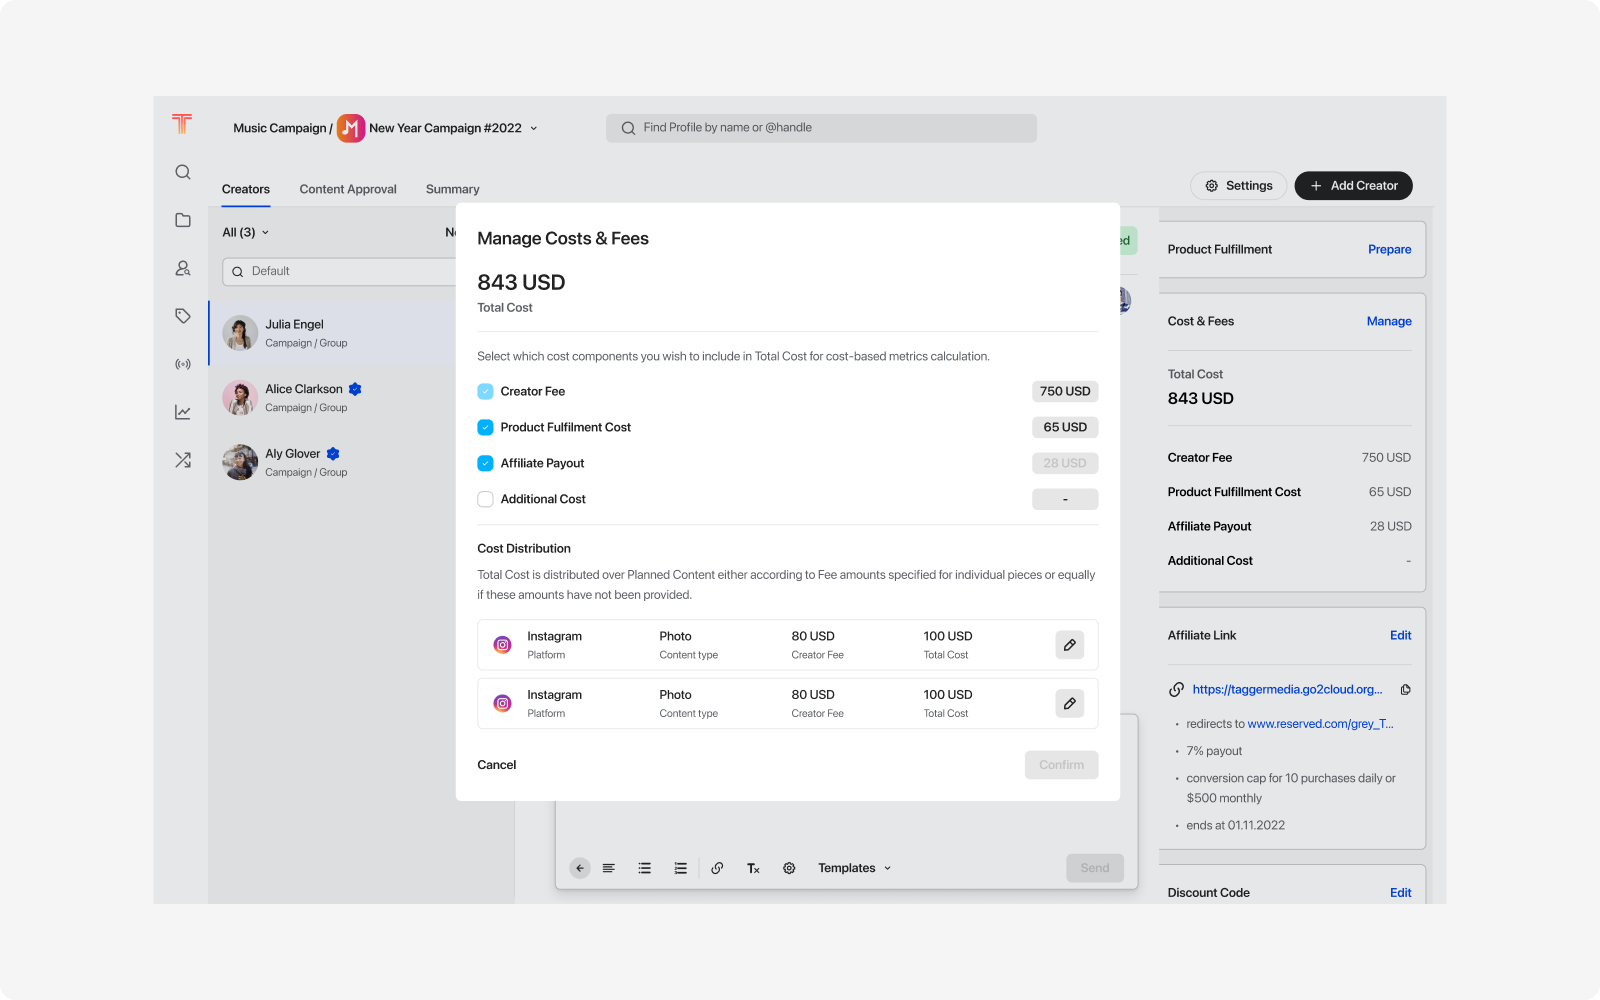 Music Campaign / New Year Campaign #2022
Find Profile by name or @handle
Creators
Content Approval
Summary
Settings
+ Add Creator
All (3)
Default
Julia Engel
Campaign / Group
Alice Clarkson
Campaign / Group
Aly Glover
Campaign / Group
Manage Costs & Fees
843 USD
Total Cost
Select which cost components you wish to include in Total Cost for cost-based metrics calculation.
Creator Fee
750 USD
Product Fulfilment Cost
65 USD
Affiliate Payout
28 USD
Additional Cost
-
Cost Distribution
Total Cost is distributed over Planned Content either according to Fee amounts specified for individual pieces or equally
if these amounts have not been provided.
Instagram Photo 80 USD 100 USD
Platform Content type Creator Fee Total Cost
Instagram Photo 80 USD 100 USD
Platform Content type Creator Fee Total Cost
Cancel
Confirm
Templates
Send
Product Fulfillment Prepare
Cost & Fees Manage
Total Cost
843 USD
Creator Fee 750 USD
Product Fulfillment Cost 65 USD
Affiliate Payout 28 USD
Additional Cost -
Affiliate Link Edit
https://taggermedia.go2cloud.org...
• redirects to www.reserved.com/grey_T...
• 7% payout
• conversion cap for 10 purchases daily or
$500 monthly
• ends at 01.11.2022
Discount Code Edit